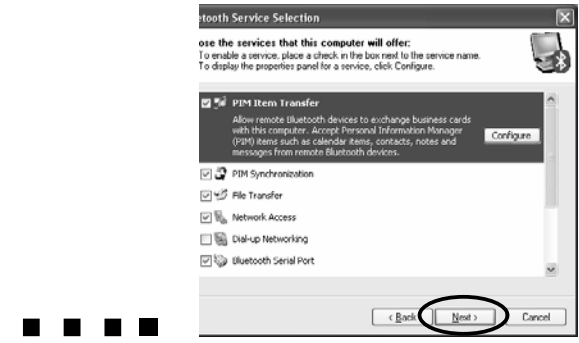 etooth Service Selection
ose the services that this computer will offer:
To enable a service, place a check in the box next to the service name.
To display the properties panel for a service, click Configure.
PIM Item Transfer
Allow remote Bluetooth devices to exchange business cards
with this computer. Accept Personal Information Manager
(PIM) items such as calendar items, contacts, notes and
messages from remote Bluetooth devices.
Configure
PIM Synchronization
File Transfer
Network Access
Dial-up Networking
Bluetooth Serial Port
< Back
Next >
Cancel